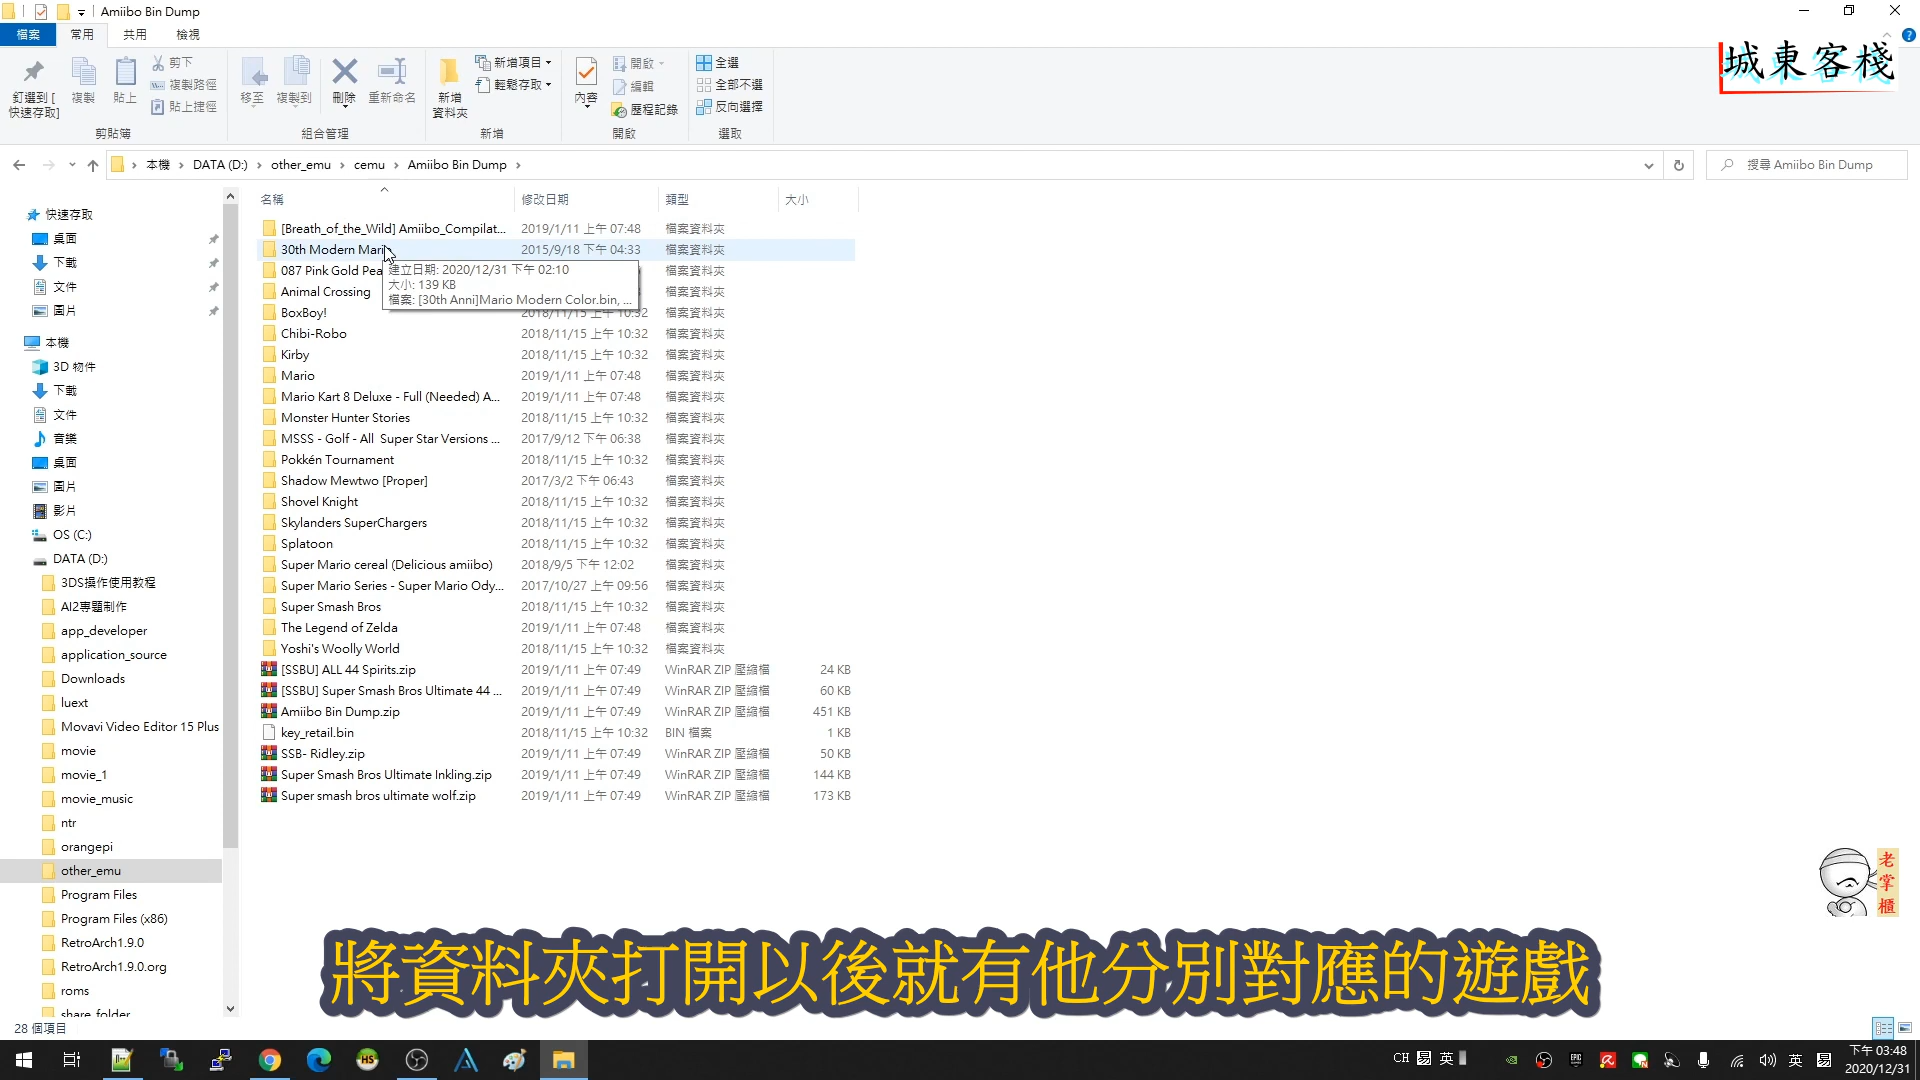 Amiibo Bin Dump
檔案 常用 共用 檢視
城東客棧
釘選到 [快速存取] 複製 貼上 剪下 複製路徑 貼上捷徑
移至 複製到 刪除 重新命名
新增資料夾 新增項目 輕鬆存取
內容 開啟 編輯 歷程記錄
全選 全部不選 反向選擇
剪貼簿 組合管理 新增 開啟 選取
本機 DATA (D:) other_emu cemu Amiibo Bin Dump
搜尋 Amiibo Bin Dump
快速存取
桌面
下載
文件
圖片
本機
3D 物件
下載
文件
音樂
桌面
圖片
影片
OS (C:)
DATA (D:)
3DS操作使用教程
AI2專題制作
app_developer
application_source
Downloads
luext
Movavi Video Editor 15 Plus
movie
movie_1
movie_music
ntr
orangepi
other_emu
Program Files
Program Files (x86)
RetroArch1.9.0
RetroArch1.9.0.org
roms
share_folder
名稱 修改日期 類型 大小
[Breath_of_the_Wild] Amiibo_Compilat... 2019/1/11 上午 07:48 檔案資料夾
30th Modern Mario 2015/9/18 下午 04:33 檔案資料夾
087 Pink Gold Pea 檔案資料夾
Animal Crossing 檔案資料夾
建立日期: 2020/12/31 下午 02:10
大小: 139 KB
檔案: [30th Anni]Mario Modern Color.bin, ...
BoxBoy! 2018/11/15 上午 10:32 檔案資料夾
Chibi-Robo 2018/11/15 上午 10:32 檔案資料夾
Kirby 2018/11/15 上午 10:32 檔案資料夾
Mario 2019/1/11 上午 07:48 檔案資料夾
Mario Kart 8 Deluxe - Full (Needed) A... 2019/1/11 上午 07:48 檔案資料夾
Monster Hunter Stories 2018/11/15 上午 10:32 檔案資料夾
MSSS - Golf - All  Super Star Versions ... 2017/9/12 下午 06:38 檔案資料夾
Pokkén Tournament 2018/11/15 上午 10:32 檔案資料夾
Shadow Mewtwo [Proper] 2017/3/2 下午 06:43 檔案資料夾
Shovel Knight 2018/11/15 上午 10:32 檔案資料夾
Skylanders SuperChargers 2018/11/15 上午 10:32 檔案資料夾
Splatoon 2018/11/15 上午 10:32 檔案資料夾
Super Mario cereal (Delicious amiibo) 2018/9/5 下午 12:02 檔案資料夾
Super Mario Series - Super Mario Ody... 2017/10/27 上午 09:56 檔案資料夾
Super Smash Bros 2018/11/15 上午 10:32 檔案資料夾
The Legend of Zelda 2019/1/11 上午 07:48 檔案資料夾
Yoshi's Woolly World 2018/11/15 上午 10:32 檔案資料夾
[SSBU] ALL 44 Spirits.zip 2019/1/11 上午 07:49 WinRAR ZIP 壓縮檔 24 KB
[SSBU] Super Smash Bros Ultimate 44 ... 2019/1/11 上午 07:49 WinRAR ZIP 壓縮檔 60 KB
Amiibo Bin Dump.zip 2019/1/11 上午 07:49 WinRAR ZIP 壓縮檔 451 KB
key_retail.bin 2018/11/15 上午 10:32 BIN 檔案 1 KB
SSB- Ridley.zip 2019/1/11 上午 07:49 WinRAR ZIP 壓縮檔 50 KB
Super Smash Bros Ultimate Inkling.zip 2019/1/11 上午 07:49 WinRAR ZIP 壓縮檔 144 KB
Super smash bros ultimate wolf.zip 2019/1/11 上午 07:49 WinRAR ZIP 壓縮檔 173 KB
老掌櫃
將資料夾打開以後就有他分別對應的遊戲
28 個項目
CH 英 英 下午 03:48
2020/12/31